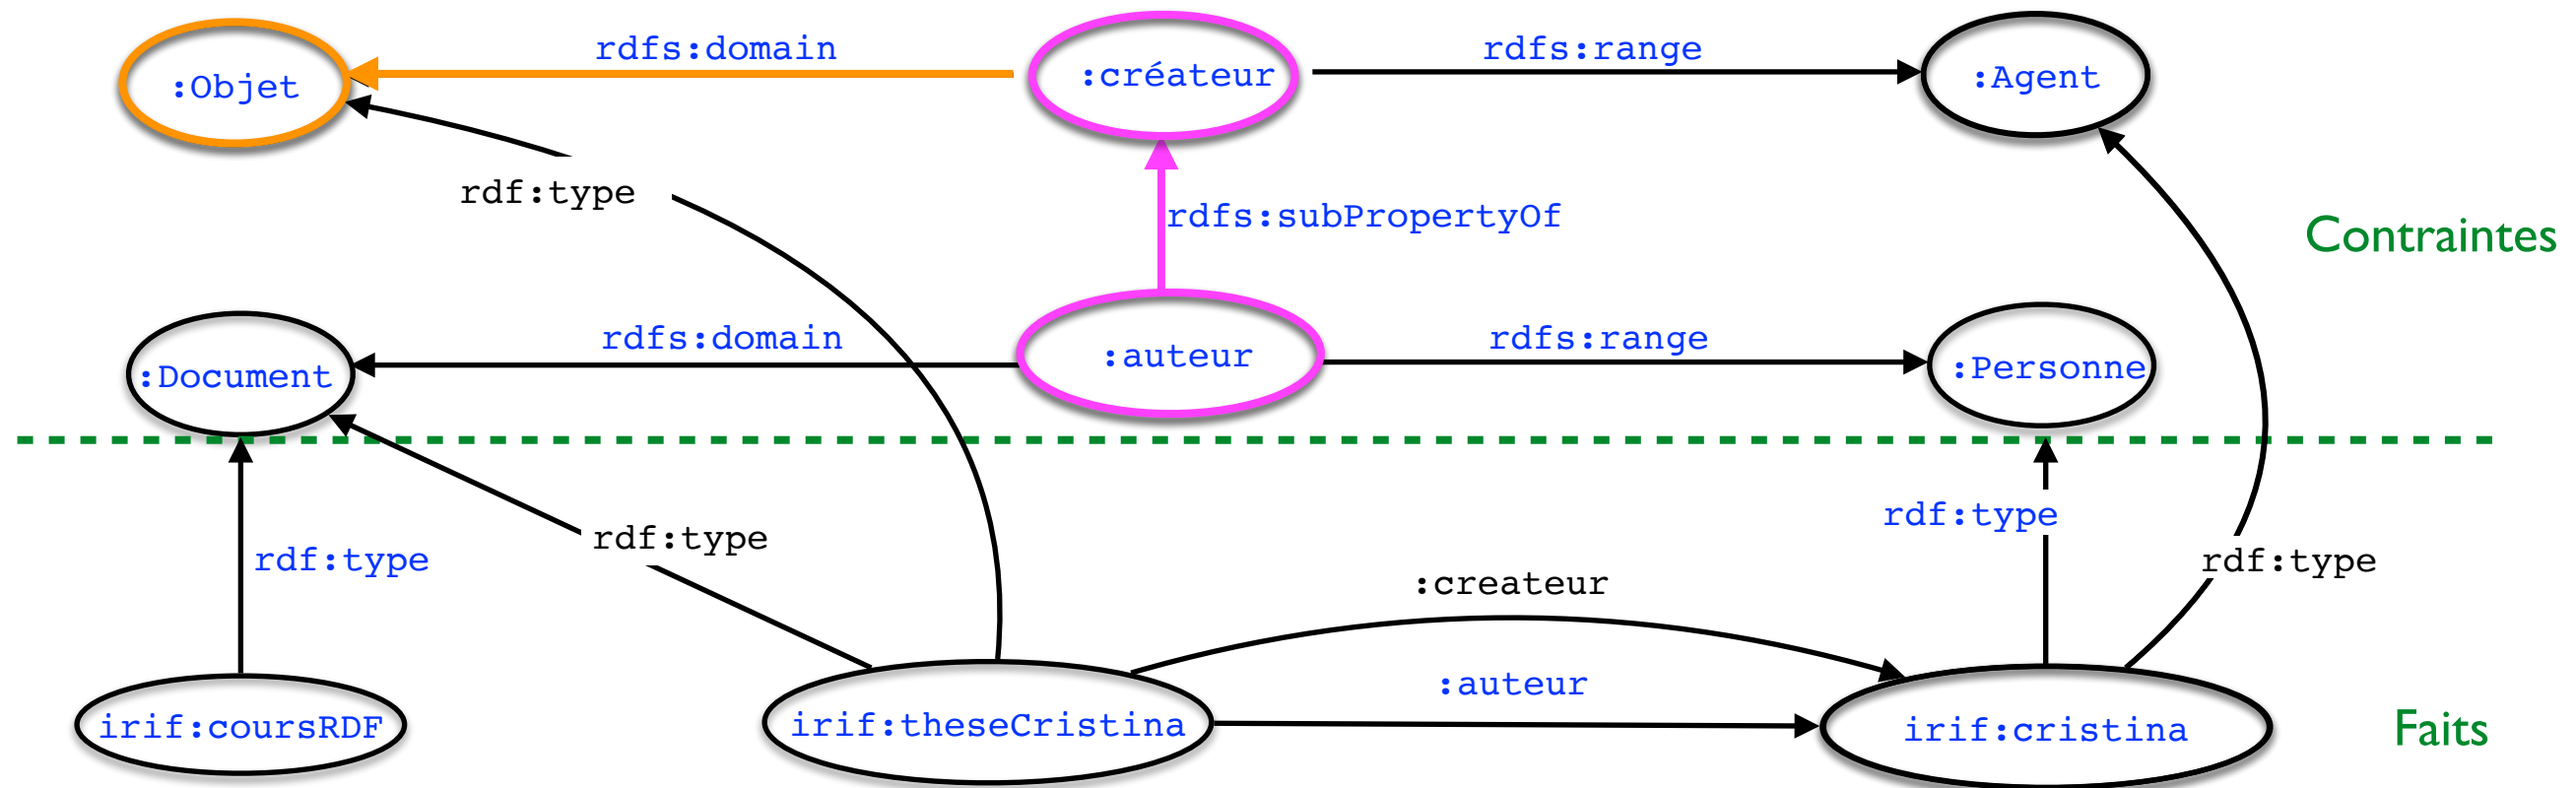 rdfs:domain
rdfs:range
:Objet
:créateur
:Agent
rdf:type
rdfs:subPropertyOf
Contraintes
rdfs:domain
rdfs:range
:Document
:auteur
:Personne
rdf:type
rdf:type
rdf:type
rdf:type
:createur
:auteur
irif:coursRDF
irif:theseCristina
irif:cristina
Faits